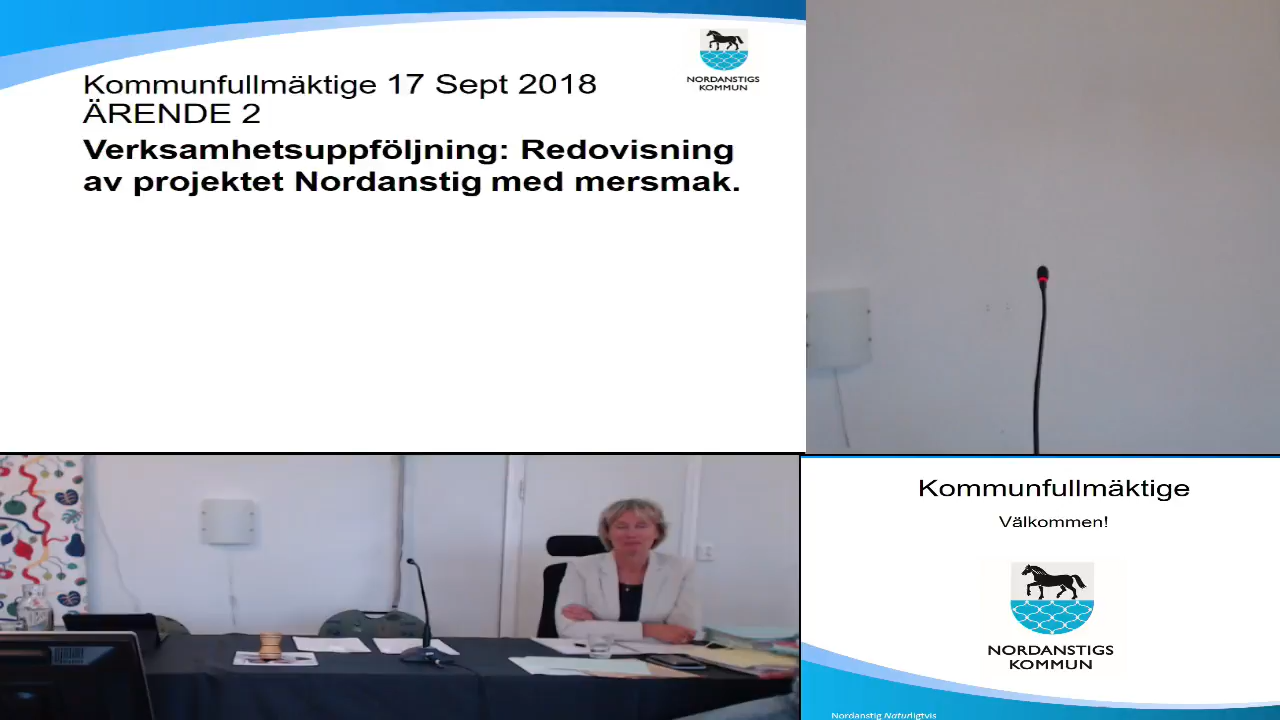 Kommunfullmäktige 17 Sept 2018
ÄRENDE 2
Verksamhetsuppföljning: Redovisning
av projektet Nordanstig med mersmak.
NORDANSTIGS
KOMMUN
Kommunfullmäktige
Välkommen!
NORDANSTIGS
KOMMUN
Nordanstig Naturligtvis